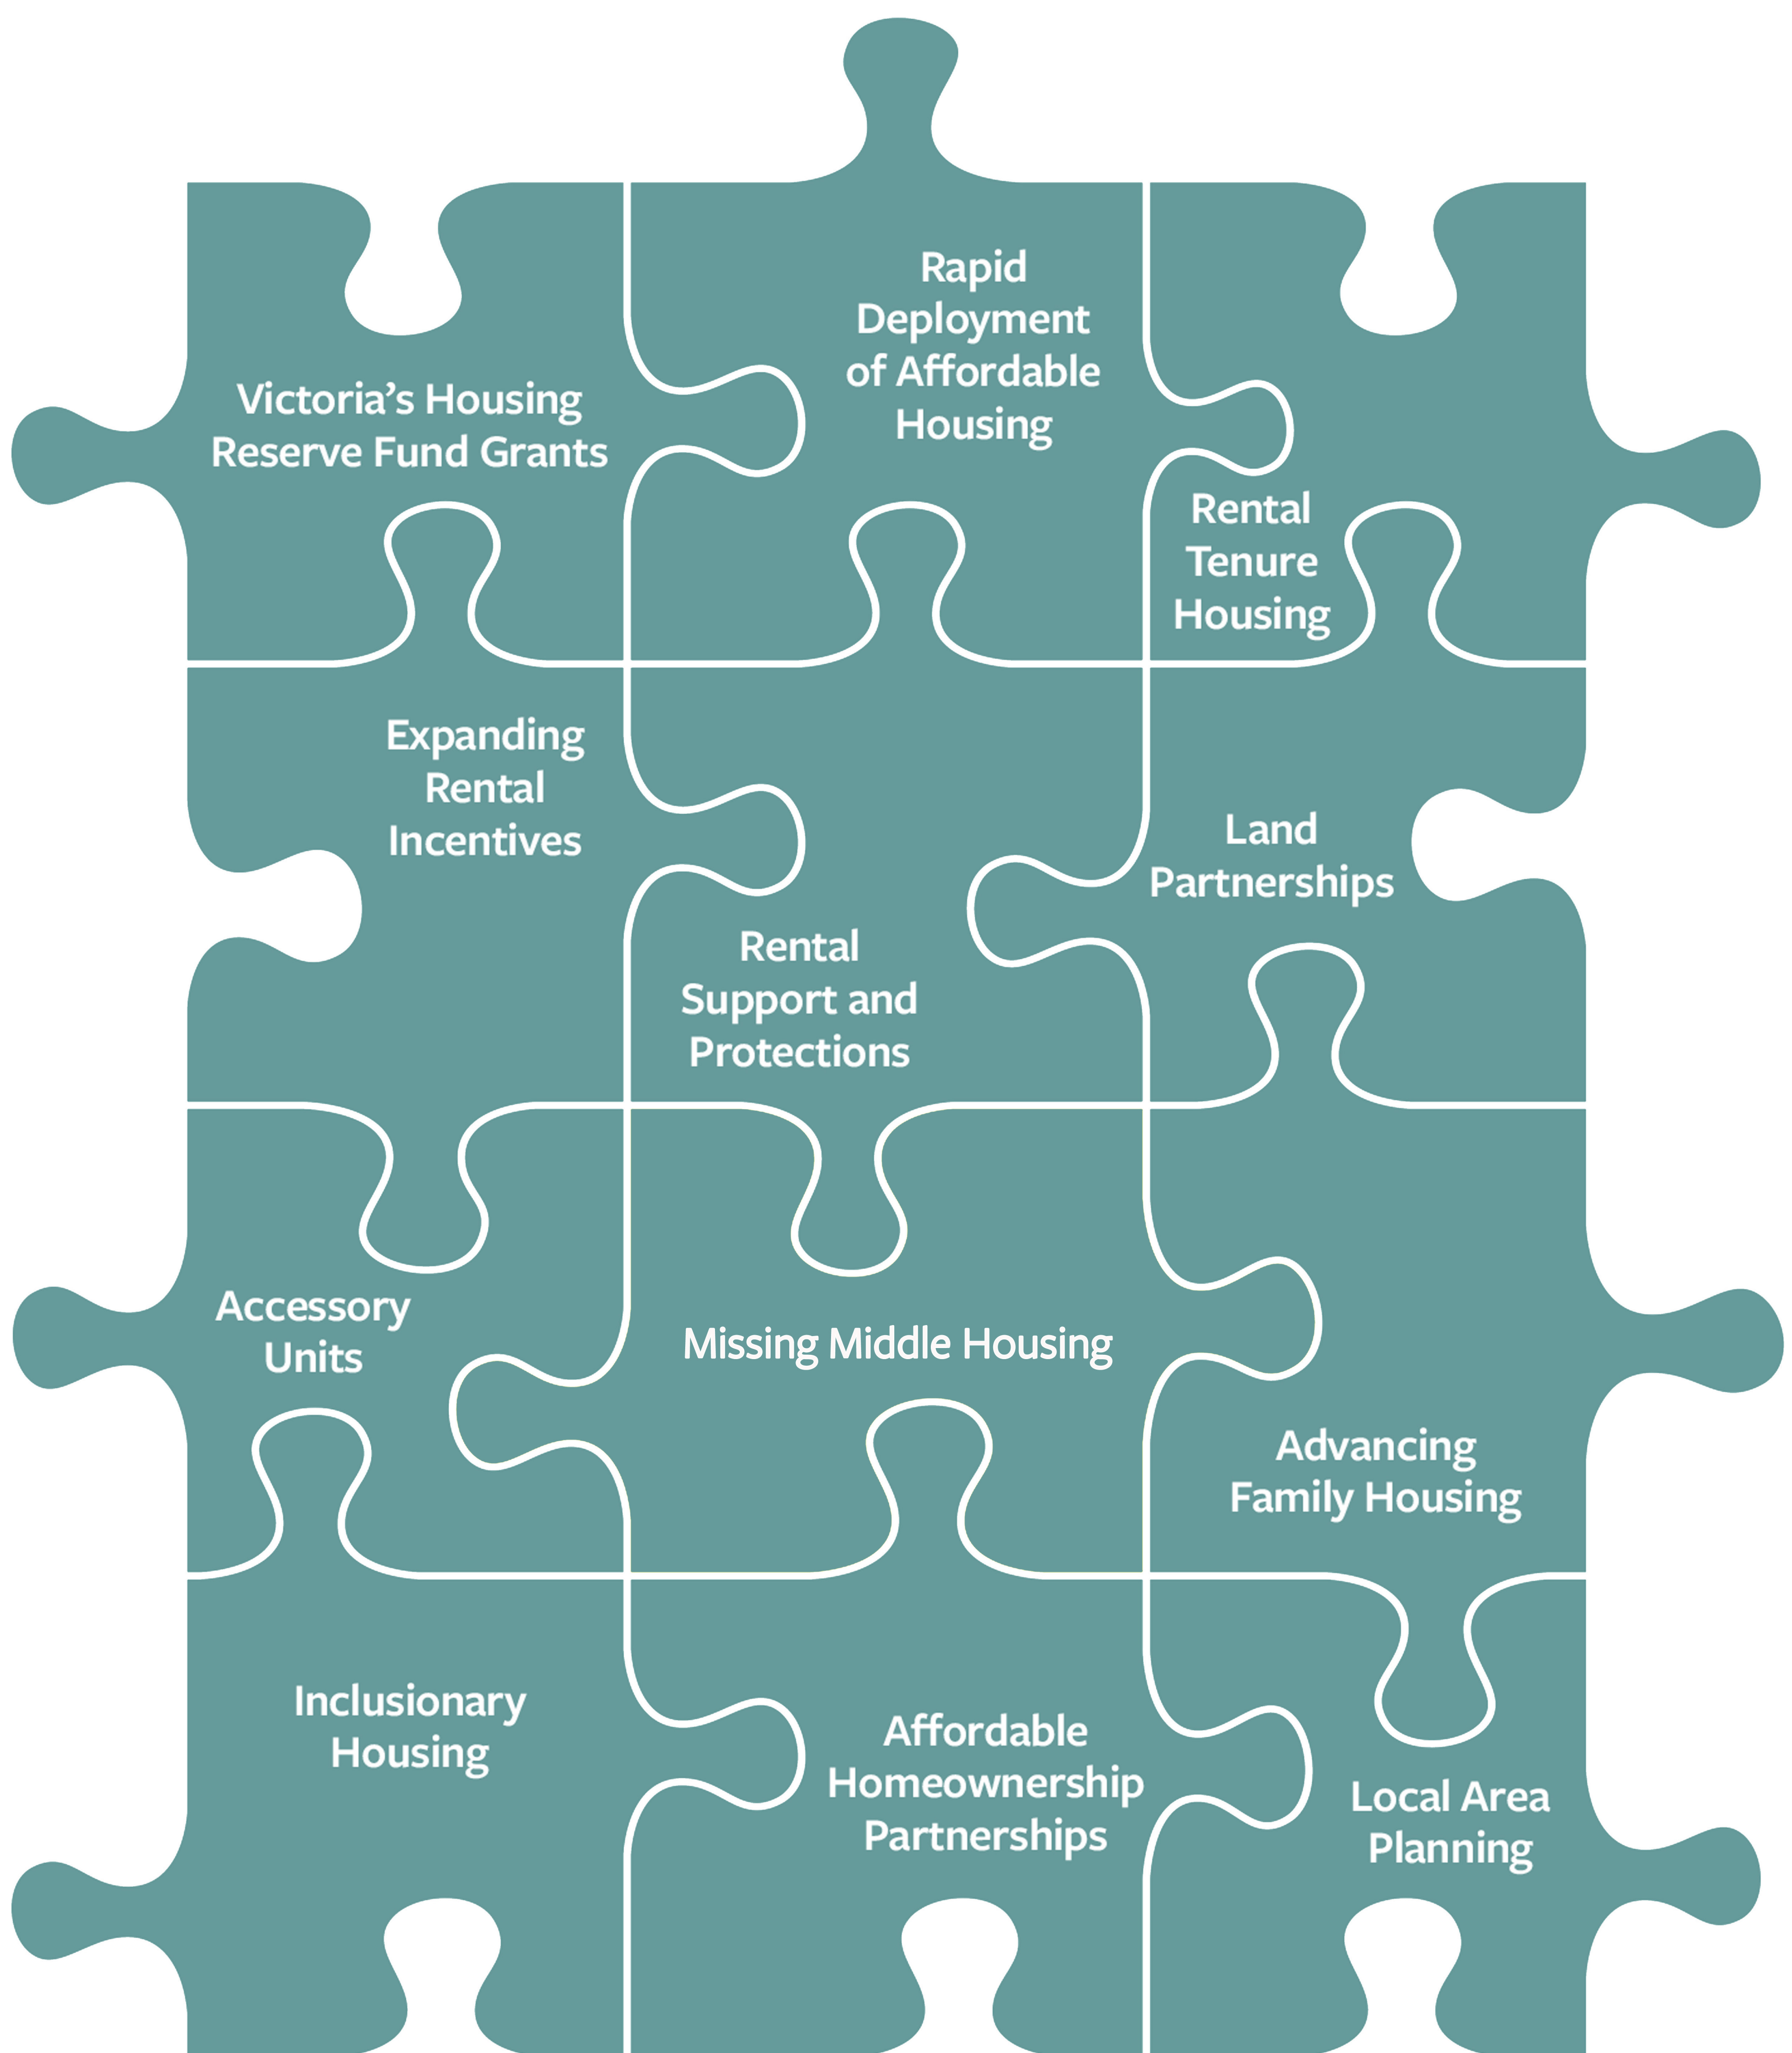 Victoria’s Housing
Reserve Fund Grants
Rapid
Deployment
of Affordable
Housing
Rental
Tenure
Housing
Expanding
Rental
Incentives
Rental
Support and
Protections
Land
Partnerships
Accessory
Units
Missing Middle Housing
Advancing
Family Housing
Inclusionary
Housing
Affordable
Homeownership
Partnerships
Local Area
Planning